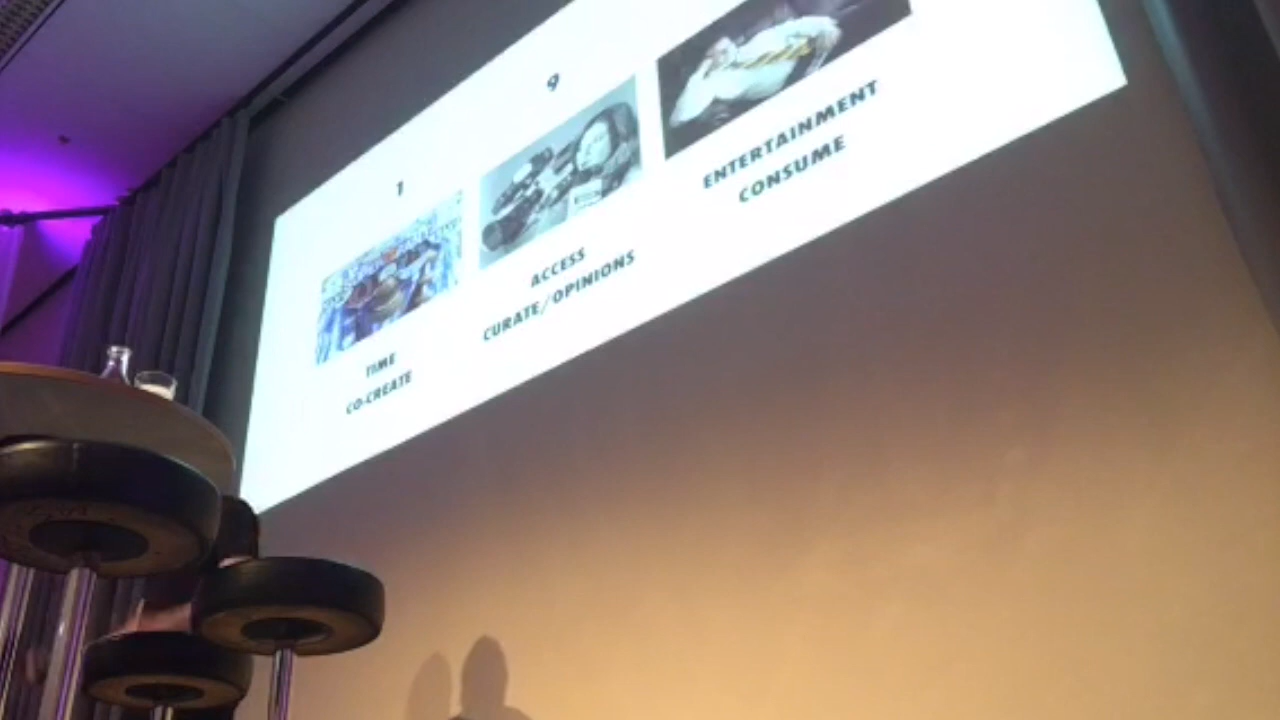 1
TIME
CO-CREATE
9
ACCESS
CURATE/OPINIONS
ENTERTAINMENT
CONSUME